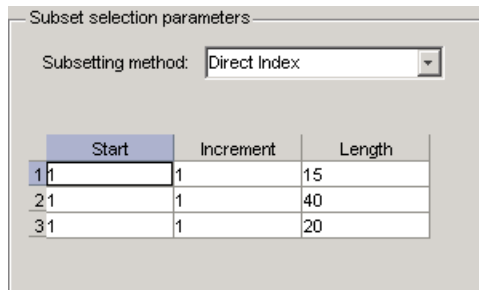 Subset selection parameters
Subsetting method: Direct Index
Start Increment Length
1 1 1 15
2 1 1 40
3 1 1 20